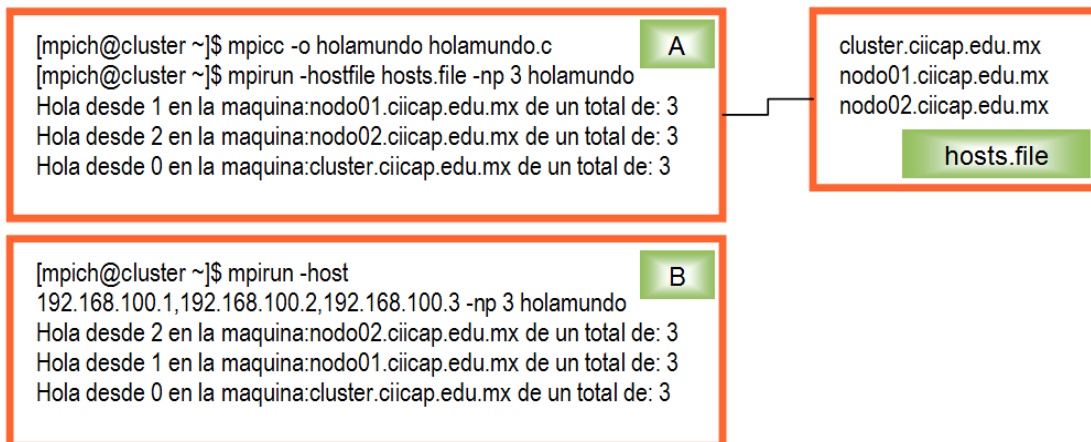 [mpich@cluster ~]$ mpicc -o holamundo holamundo.c
A
[mpich@cluster ~]$ mpirun -hostfile hosts.file -np 3 holamundo
Hola desde 1 en la maquina:nodo01.ciicap.edu.mx de un total de: 3
Hola desde 2 en la maquina:nodo02.ciicap.edu.mx de un total de: 3
Hola desde 0 en la maquina:cluster.ciicap.edu.mx de un total de: 3
cluster.ciicap.edu.mx
nodo01.ciicap.edu.mx
nodo02.ciicap.edu.mx
hosts.file
[mpich@cluster ~]$ mpirun -host
B
192.168.100.1,192.168.100.2,192.168.100.3 -np 3 holamundo
Hola desde 2 en la maquina:nodo02.ciicap.edu.mx de un total de: 3
Hola desde 1 en la maquina:nodo01.ciicap.edu.mx de un total de: 3
Hola desde 0 en la maquina:cluster.ciicap.edu.mx de un total de: 3